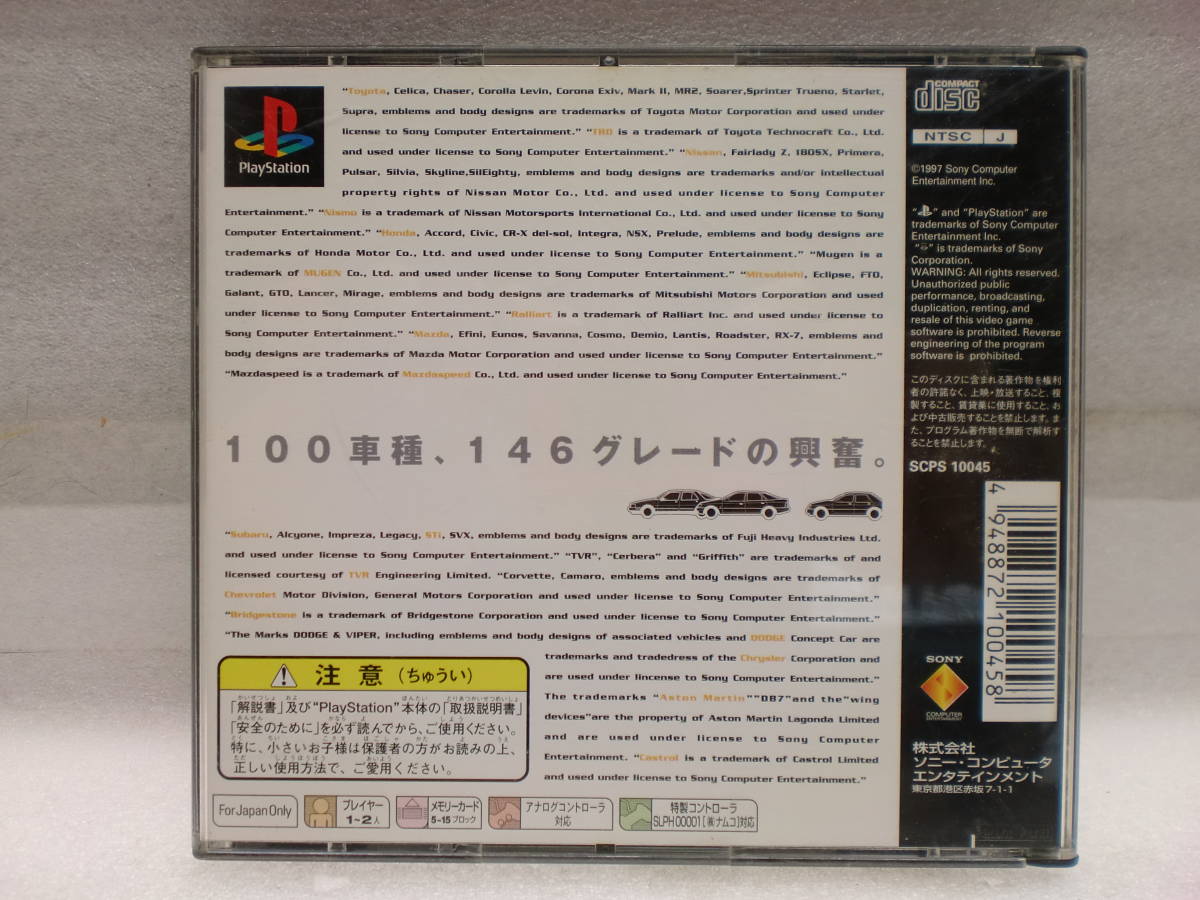 PlayStation
"Toyota, Celica, Chaser, Corolla Levin, Corona Exiv, Mark II, MR2, Soarer,Sprinter Trueno, Starlet,
Supra, emblems and body designs are trademarks of Toyota Motor Corporation and used under
license to Sony Computer Entertainment." "TRD is a trademark of Toyota Technocraft Co., Ltd.
and used under license to Sony Computer Entertainment." "Nissan, Fairlady Z, 180SX, Primera,
Pulsar, Silvia, Skyline,SilEighty, emblems and body designs are trademarks and/or intellectual
property rights of Nissan Motor Co., Ltd. and used under license to Sony Computer
Entertainment." "Nismo is a trademark of Nissan Motorsports International Co., Ltd. and used under license to Sony
Computer Entertainment." "Honda, Accord, Civic, CR-X del-sol, Integra, NSX, Prelude, emblems and body designs are
trademarks of Honda Motor Co., Ltd. and used under license to Sony Computer Entertainment." "Mugen is a
trademark of MUGEN Co., Ltd. and used under license to Sony Computer Entertainment." "Mitsubishi, Eclipse, FTO,
Galant, GTO, Lancer, Mirage, emblems and body designs are trademarks of Mitsubishi Motors Corporation and used
under license to Sony Computer Entertainment." "Ralliart is a trademark of Ralliart Inc. and used under license to
Sony Computer Entertainment." "Mazda, Efini, Eunos, Savanna, Cosmo, Demio, Lantis, Roadster, RX-7, emblems and
body designs are trademarks of Mazda Motor Corporation and used under license to Sony Computer Entertainment."
"Mazdaspeed is a trademark of Mazdaspeed Co., Ltd. and used under license to Sony Computer Entertainment."
100車種、146グレードの興奮。
"Subaru, Alcyone, Impreza, Legacy, STi, SVX, emblems and body designs are trademarks of Fuji Heavy Industries Ltd.
and used under license to Sony Computer Entertainment." "TVR", "Cerbera" and "Griffith" are trademarks of and
licensed courtesy of TVR Engineering Limited. "Corvette, Camaro, emblems and body designs are trademarks of
Chevrolet Motor Division, General Motors Corporation and used under license to Sony Computer Entertainment."
"Bridgestone is a trademark of Bridgestone Corporation and used under license to Sony Computer Entertainment."
"The Marks DODGE & VIPER, including emblems and body designs of associated vehicles and DODGE Concept Car are
trademarks and tradedress of the Chrysler Corporation and
are used under lincense to Sony Computer Entertainment."
The trademarks "Aston Martin""DB7"and the"wing
devices"are the property of Aston Martin Lagonda Limited
and are used under license to Sony Computer
Entertainment. "Castrol is a trademark of Castrol Limited
and used under license to Sony Computer Entertainment."
注意(ちゅうい)
「解説書」及び"PlayStation"本体の「取扱説明書」
「安全のために」を必ず読んでから、ご使用ください。
特に、小さいお子様は保護者の方がお読みの上、
正しい使用方法で、ご愛用ください。
For Japan Only
プレイヤー
1~2人
メモリーカード
5~15ブロック
アナログコントローラ
対応
特製コントローラ
SLPH 00001[㈱ナムコ]対応
COMPACT
disc
NTSC J
©1997 Sony Computer
Entertainment Inc.
"" and "PlayStation" are
trademarks of Sony Computer
Entertainment Inc.
"" is trademarks of Sony
Corporation.
WARNING: All rights reserved.
Unauthorized public
performance, broadcasting,
duplication, renting, and
resale of this video game
software is prohibited. Reverse
engineering of the program
software is prohibited.
このディスクに含まれる著作物を権利
者の許諾なく、上映・放送すること、複
製すること、賃貸業に使用すること、お
よび中古販売することを禁止します。ま
た、プログラム著作物を無断で解析す
ることを禁止します。
SCPS 10045
4 948872 100458
SONY
COMPUTER
ENTERTAINMENT
株式会社
ソニー・コンピュータ
エンタテインメント
東京都港区赤坂7-1-1